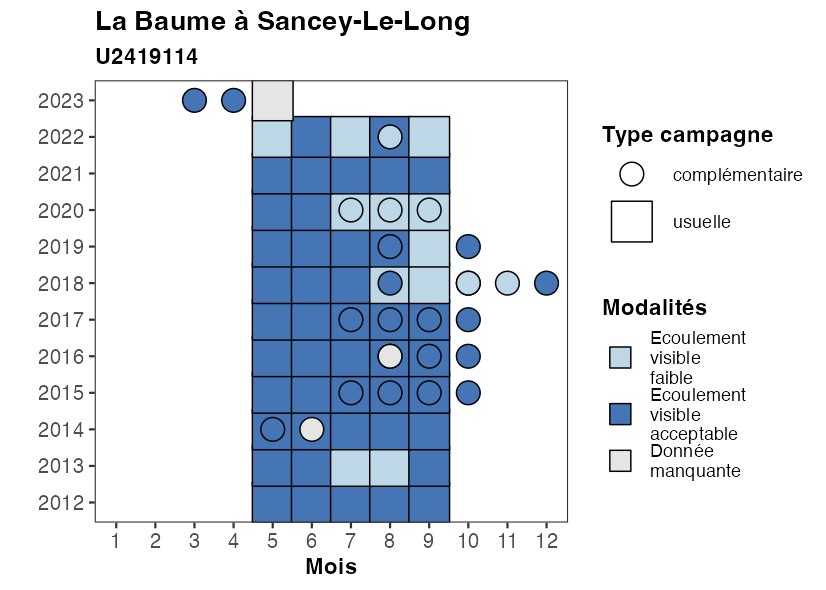 La Baume à Sancey-Le-Long
U2419114
2023
2022
2021
2020
2019
2018
2017
2016
2015
2014
2013
2012
1 2 3 4 5 6 7 8 9 10 11 12
Mois
Type campagne
complémentaire
usuelle
Modalités
Ecoulement
visible
faible
Ecoulement
visible
acceptable
Donnée
manquante